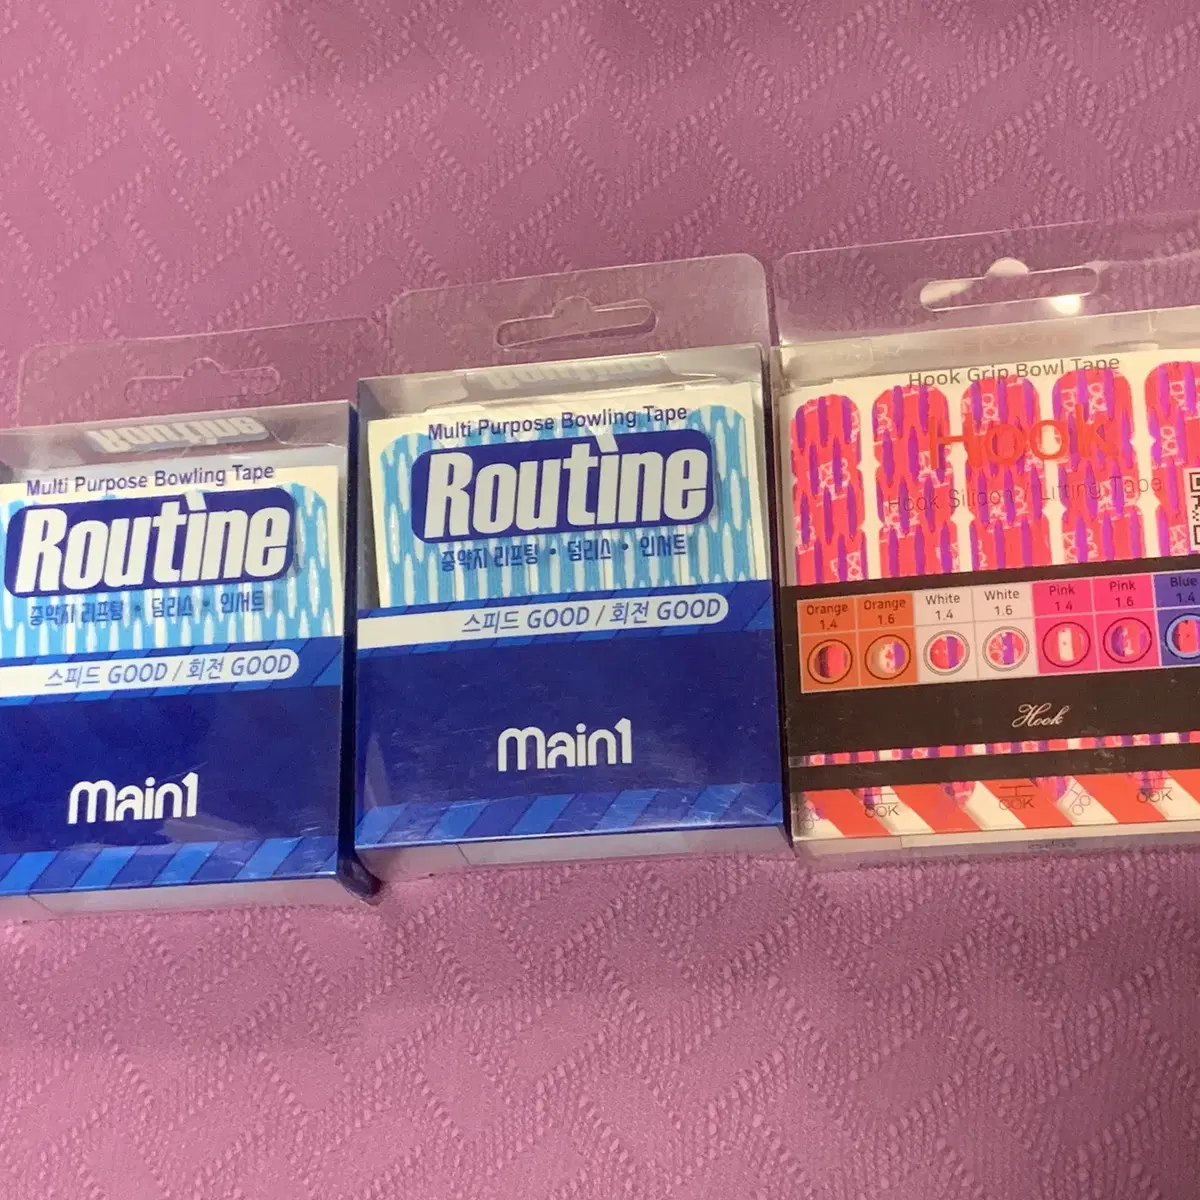 Routine
Multi Purpose Bowling Tape
Routine
중약지 리프팅 • 덤리스 • 인서트
스피드 GOOD / 회전 GOOD
main1
Routine
Multi Purpose Bowling Tape
Routine
중약지 리프팅 • 덤리스 • 인서트
스피드 GOOD / 회전 GOOD
main1
Hook Grip Bowl Tape
Hook
Hook Silicon / Lifting Tape
Orange 1.4
Orange 1.6
White 1.4
White 1.6
Pink 1.4
Pink 1.6
Blue 1.4
Hook